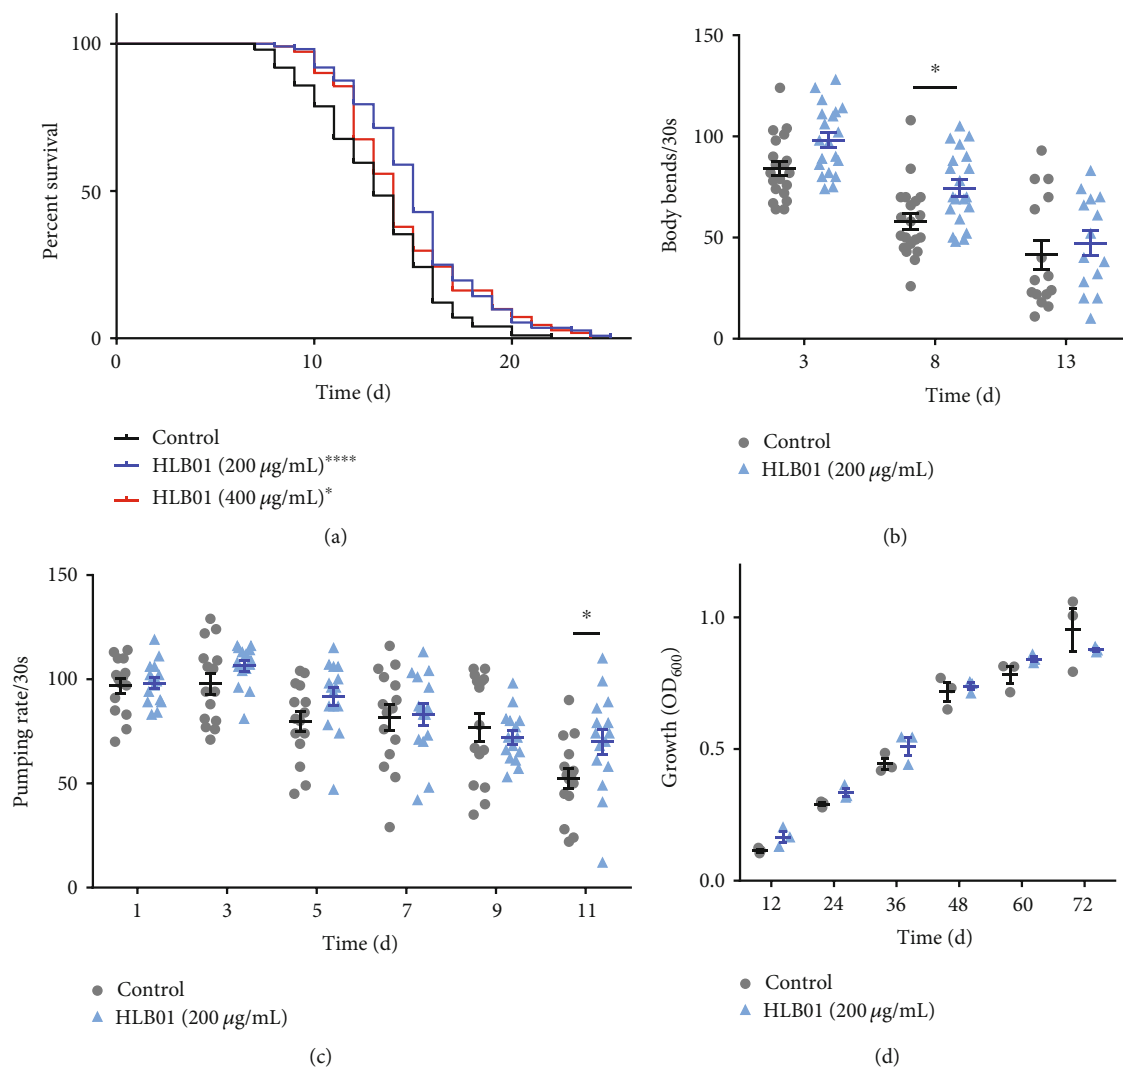 100
50
0
Percent survival
0 10 20
Time (d)
Control
HLB01 (200 μg/mL)****
HLB01 (400 μg/mL)*
(a)
150
100
50
0
Body bends/30s
*
3 8 13
Time (d)
Control
HLB01 (200 μg/mL)
(b)
150
100
50
0
Pumping rate/30s
*
1 3 5 7 9 11
Time (d)
Control
HLB01 (200 μg/mL)
(c)
1.0
0.5
0.0
Growth (OD600)
12 24 36 48 60 72
Time (d)
Control
HLB01 (200 μg/mL)
(d)